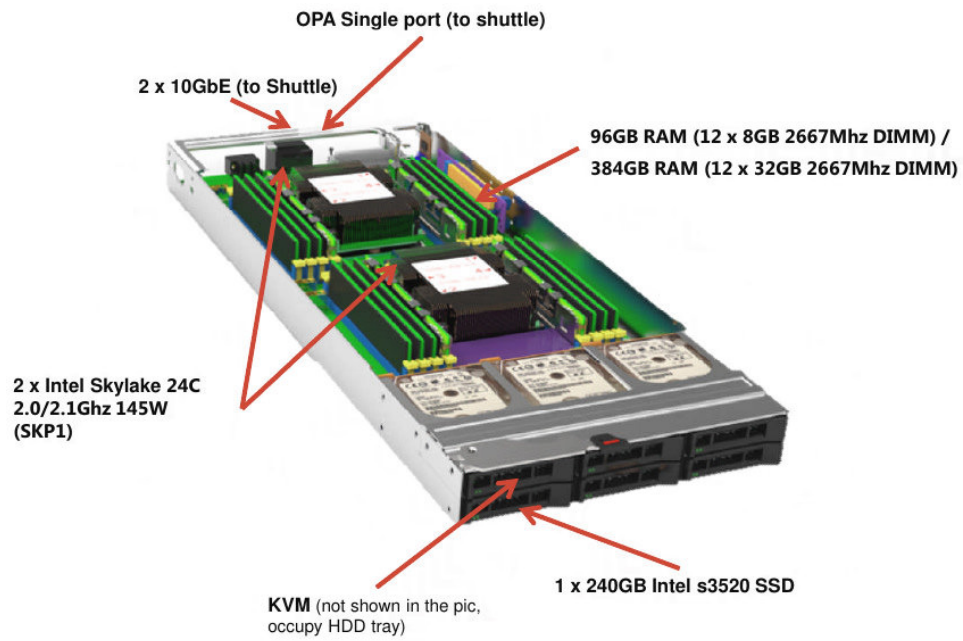 OPA Single port (to shuttle)
2 x 10GbE (to Shuttle)
96GB RAM (12 x 8GB 2667Mhz DIMM) /
384GB RAM (12 x 32GB 2667Mhz DIMM)
2 x Intel Skylake 24C
2.0/2.1Ghz 145W
(SKP1)
1 x 240GB Intel s3520 SSD
KVM (not shown in the pic,
occupy HDD tray)